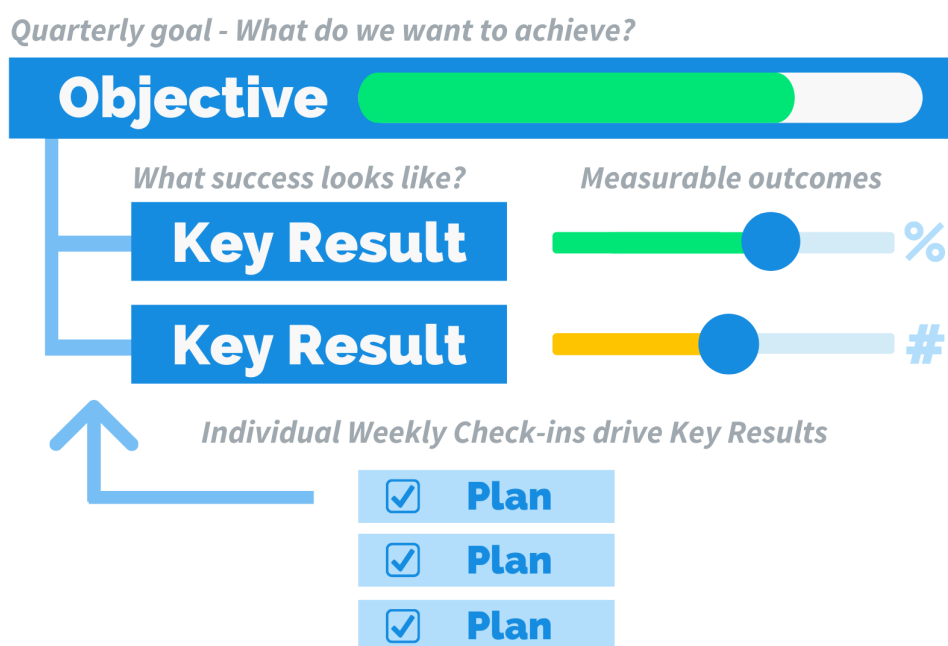 Quarterly goal - What do we want to achieve?
Objective
What success looks like?
Measurable outcomes
Key Result
%
Key Result
#
Individual Weekly Check-ins drive Key Results
Plan
Plan
Plan